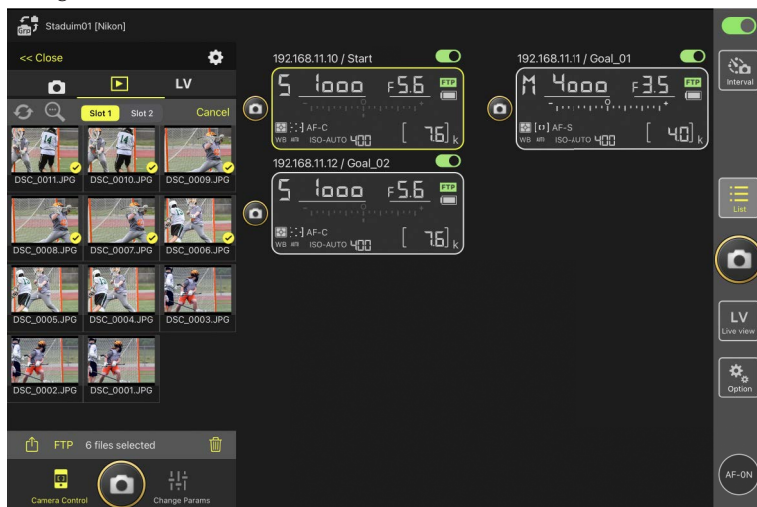 Grp
Staduim01 [Nikon]
<< Close
LV
Slot 1
Slot 2
Cancel
DSC_0011.JPG
DSC_0010.JPG
DSC_0009.JPG
DSC_0008.JPG
DSC_0007.JPG
DSC_0006.JPG
DSC_0005.JPG
DSC_0004.JPG
DSC_0003.JPG
DSC_0002.JPG
DSC_0001.JPG
FTP
6 files selected
Camera Control
Change Params
192.168.11.10 / Start
S 1000 F5.6 FTP
AF-C
WB ISO-AUTO 400 [ 7.6] k
192.168.11.11 / Goal_01
M 4000 F3.5 FTP
AF-S
WB ISO-AUTO 400 [ 4.0] k
192.168.11.12 / Goal_02
S 1000 F5.6 FTP
AF-C
WB ISO-AUTO 400 [ 7.6] k
Interval
List
LV
Live view
Option
AF-ON